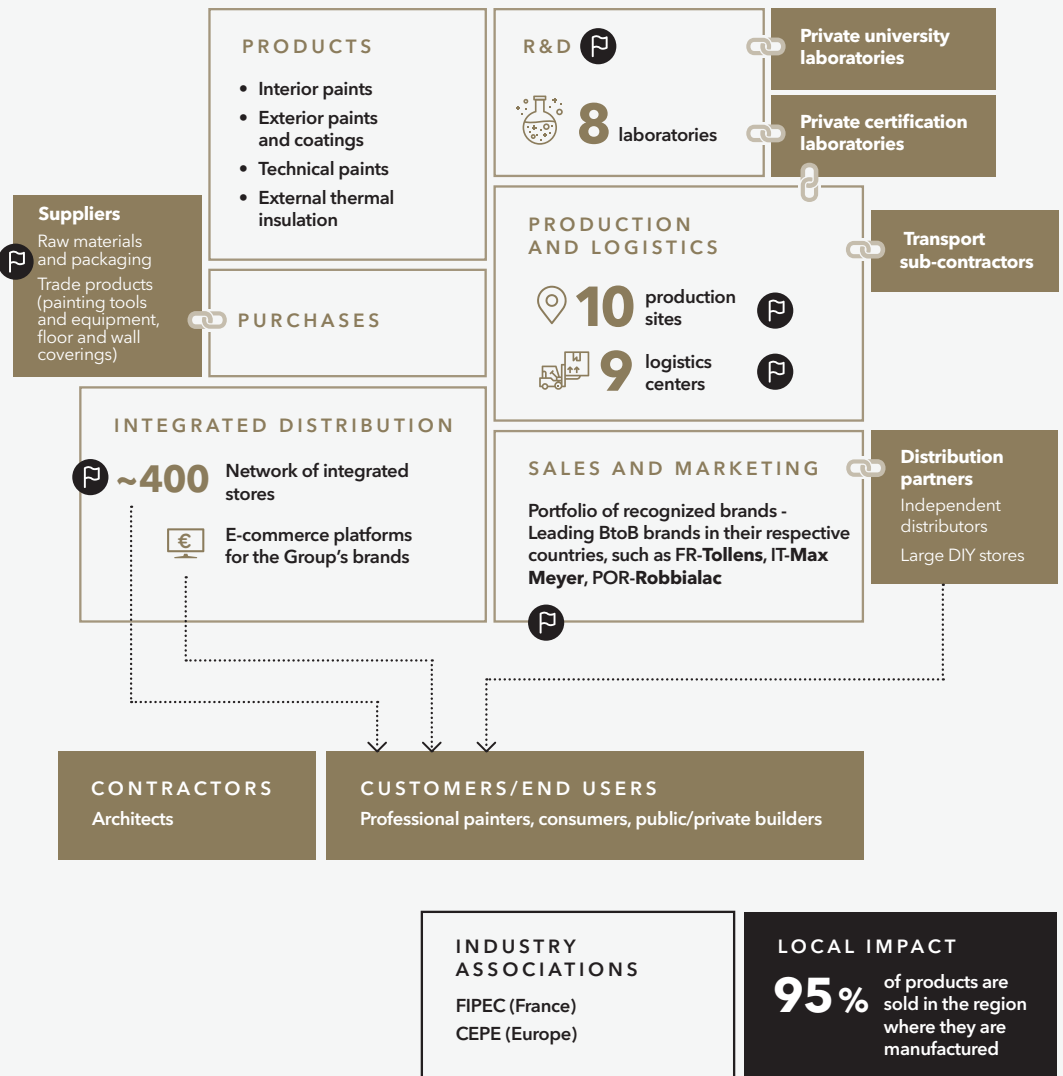 PRODUCTS
• Interior paints
• Exterior paints
and coatings
• Technical paints
• External thermal
insulation
R&D
8 laboratories
Private university
laboratories
Private certification
laboratories
Suppliers
Raw materials
and packaging
Trade products
(painting tools
and equipment,
floor and wall
coverings)
PURCHASES
PRODUCTION
AND LOGISTICS
10 production
sites
9 logistics
centers
Transport
sub-contractors
INTEGRATED DISTRIBUTION
~400 Network of integrated
stores
€
E-commerce platforms
for the Group's brands
SALES AND MARKETING
Portfolio of recognized brands -
Leading BtoB brands in their respective
countries, such as FR-Tollens, IT-Max
Meyer, POR-Robbialac
Distribution
partners
Independent
distributors
Large DIY stores
CONTRACTORS
Architects
CUSTOMERS/END USERS
Professional painters, consumers, public/private builders
INDUSTRY
ASSOCIATIONS
FIPEC (France)
CEPE (Europe)
LOCAL IMPACT
95 % of products are
sold in the region
where they are
manufactured